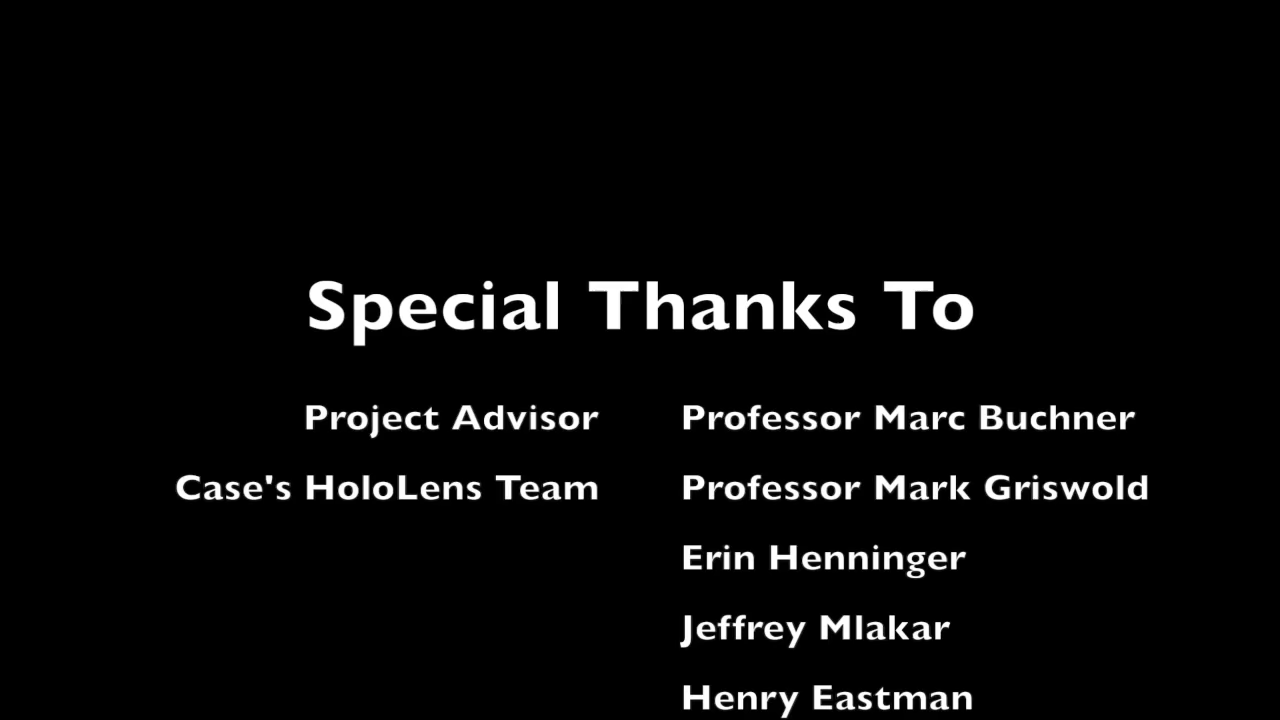 Special Thanks To
Project Advisor Professor Marc Buchner
Case's HoloLens Team Professor Mark Griswold
Erin Henninger
Jeffrey Mlakar
Henry Eastman